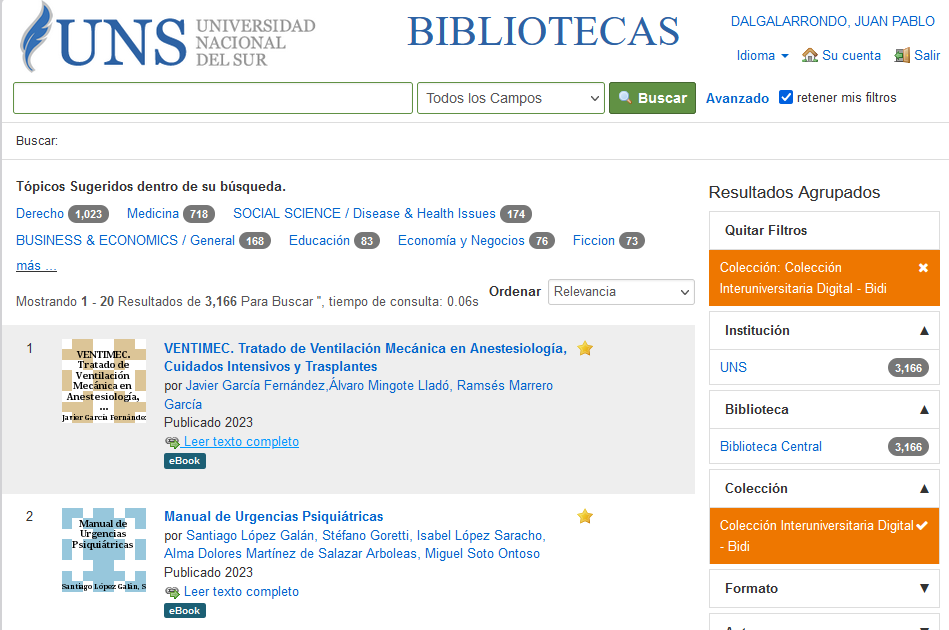 UNS UNIVERSIDAD
NACIONAL
DEL SUR
BIBLIOTECAS
DALGALARRONDO, JUAN PABLO
Idioma Su cuenta Salir
Todos los Campos Buscar Avanzado retener mis filtros
Buscar:
Tópicos Sugeridos dentro de su búsqueda.
Derecho 1,023 Medicina 718 SOCIAL SCIENCE / Disease & Health Issues 174
BUSINESS & ECONOMICS / General 168 Educación 83 Economía y Negocios 76 Ficcion 73
más ...
Mostrando 1 - 20 Resultados de 3,166 Para Buscar '', tiempo de consulta: 0.06s
Ordenar Relevancia
1
VENTIMEC.
Tratado de
Ventilación
Mecánica en
Anestesiología,
...
Javier García Fernández
VENTIMEC. Tratado de Ventilación Mecánica en Anestesiología,
Cuidados Intensivos y Trasplantes
por Javier García Fernández,Álvaro Mingote Lladó, Ramsés Marrero
García
Publicado 2023
Leer texto completo
eBook
2
Manual de
Urgencias
Psiquiátricas
Santiago López Galán, S
Manual de Urgencias Psiquiátricas
por Santiago López Galán, Stéfano Goretti, Isabel López Saracho,
Alma Dolores Martínez de Salazar Arboleas, Miguel Soto Ontoso
Publicado 2023
Leer texto completo
eBook
Resultados Agrupados
Quitar Filtros
Colección: Colección
Interuniversitaria Digital - Bidi
Institución
UNS 3,166
Biblioteca
Biblioteca Central 3,166
Colección
Colección Interuniversitaria Digital
- Bidi
Formato